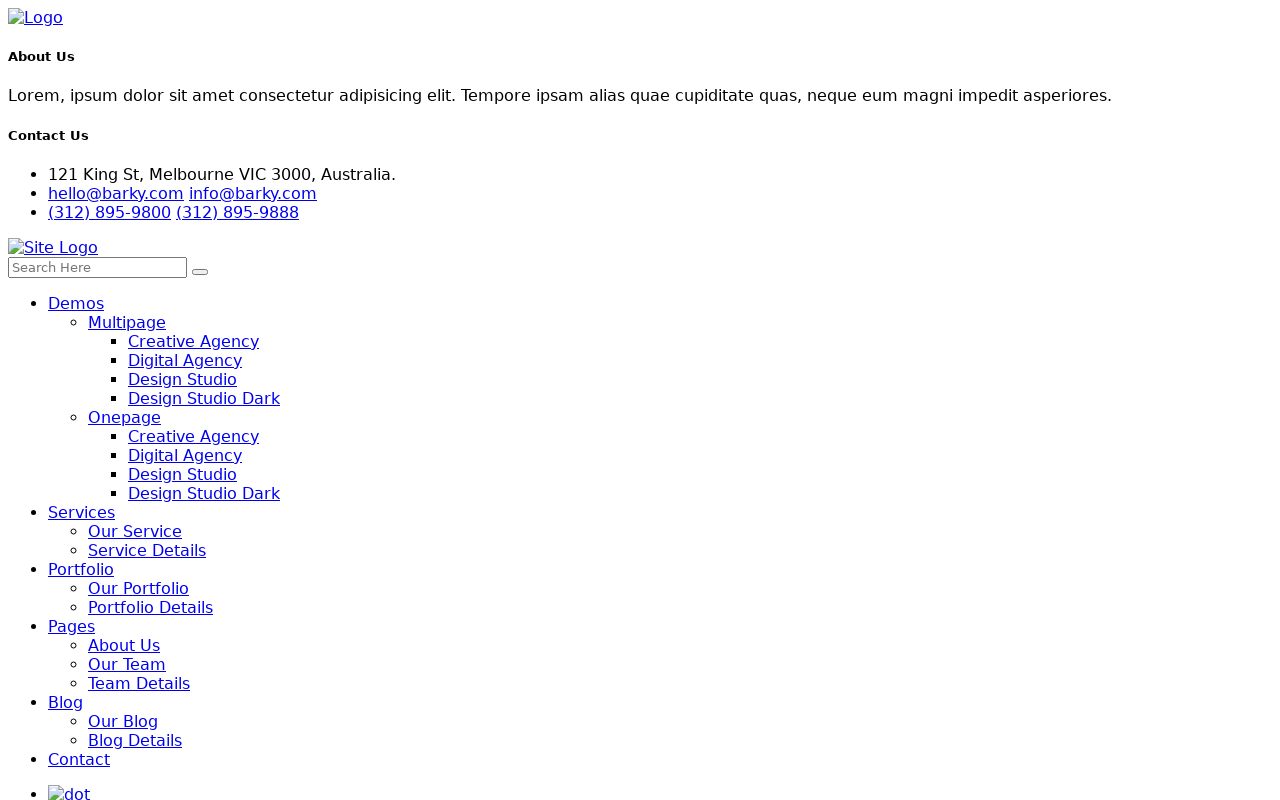 Logo
About Us
Lorem, ipsum dolor sit amet consectetur adipisicing elit. Tempore ipsam alias quae cupiditate quas, neque eum magni impedit asperiores.
Contact Us
121 King St, Melbourne VIC 3000, Australia.
hello@barky.com info@barky.com
(312) 895-9800 (312) 895-9888
Site Logo
Search Here
Demos
Multipage
Creative Agency
Digital Agency
Design Studio
Design Studio Dark
Onepage
Creative Agency
Digital Agency
Design Studio
Design Studio Dark
Services
Our Service
Service Details
Portfolio
Our Portfolio
Portfolio Details
Pages
About Us
Our Team
Team Details
Blog
Our Blog
Blog Details
Contact
dot